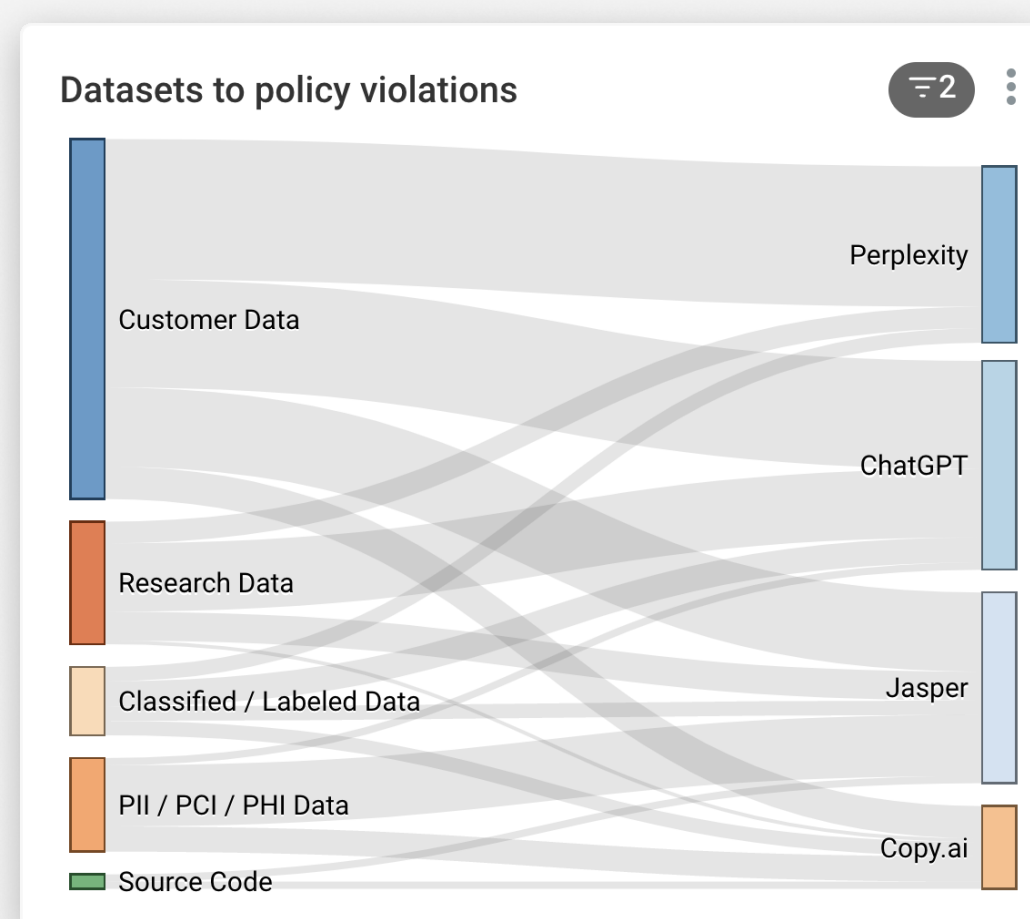 Datasets to policy violations
2
Perplexity
Customer Data
ChatGPT
Research Data
Jasper
Classified / Labeled Data
PII / PCI / PHI Data
Copy.ai
Source Code